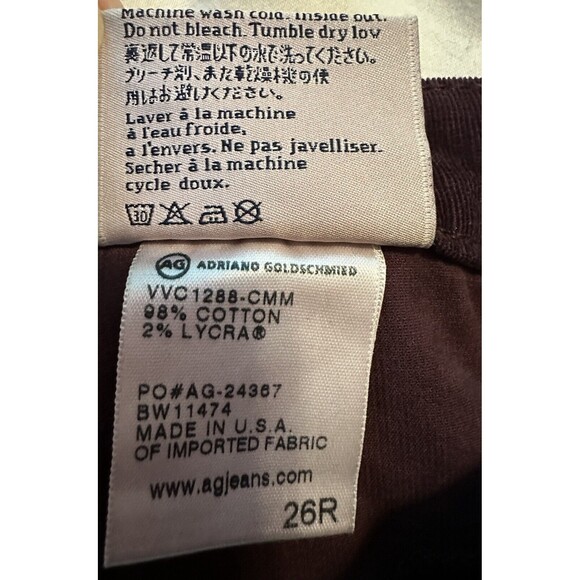 Machine wash cold. Inside out.
Do not bleach. Tumble dry low
裏返して常温以下の水で洗ってください。
ブリーチ剤、また乾燥機の使
用はお避けください。
Laver à la machine
à l'eau froide,
a l'envers. Ne pas javelliser.
Secher à la machine
cycle doux.
30
AG ADRIANO GOLDSCHMIED
VVC1288-CMM
98% COTTON
2% LYCRA®
PO#AG-24367
BW11474
MADE IN U.S.A.
OF IMPORTED FABRIC
www.agjeans.com
26R